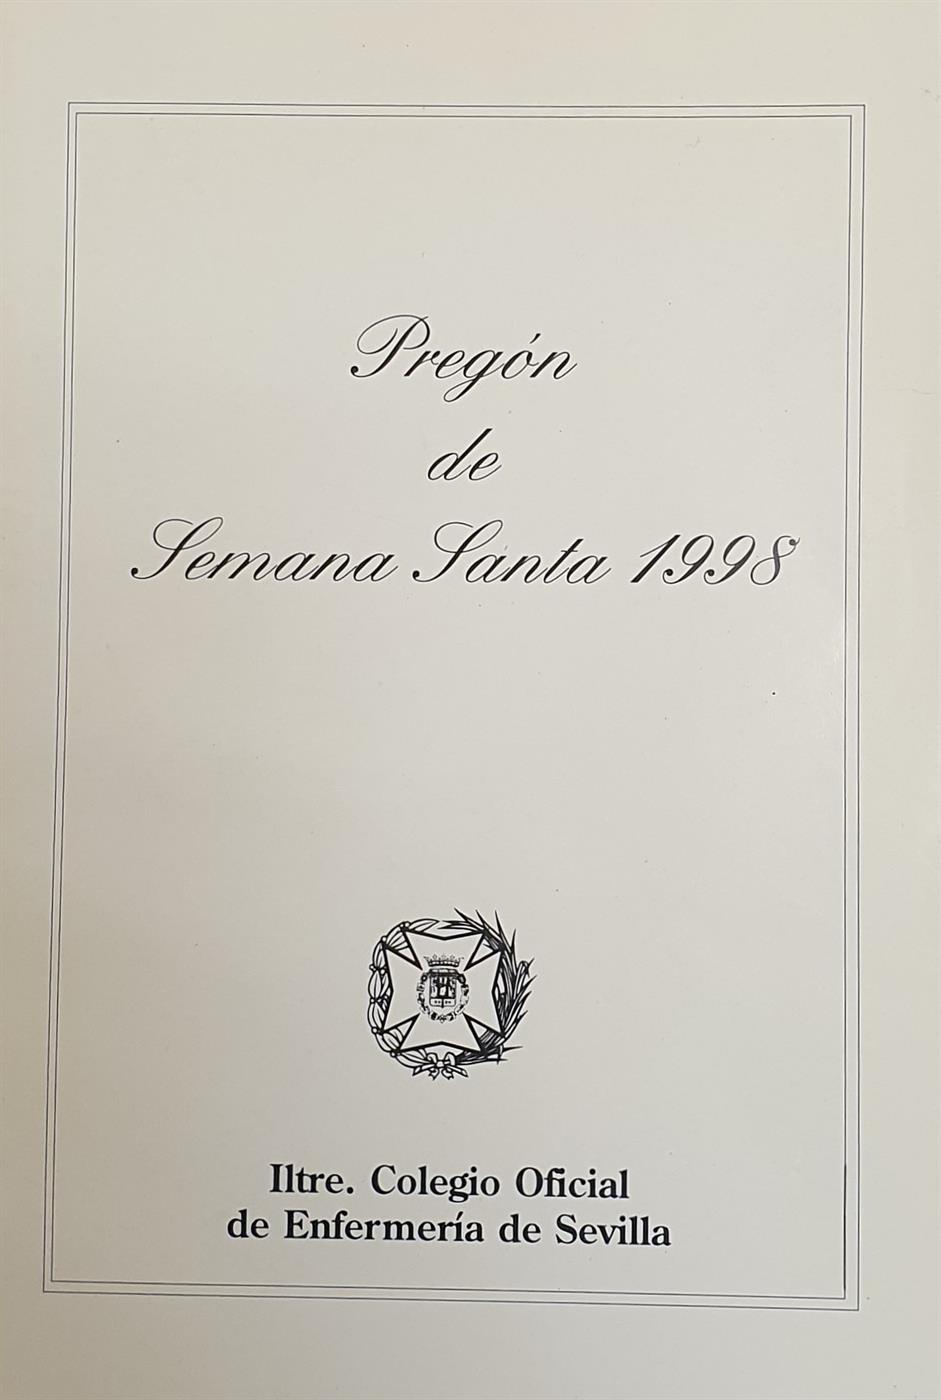 Pregón
de
Semana Santa 1998
Iltre. Colegio Oficial
de Enfermería de Sevilla